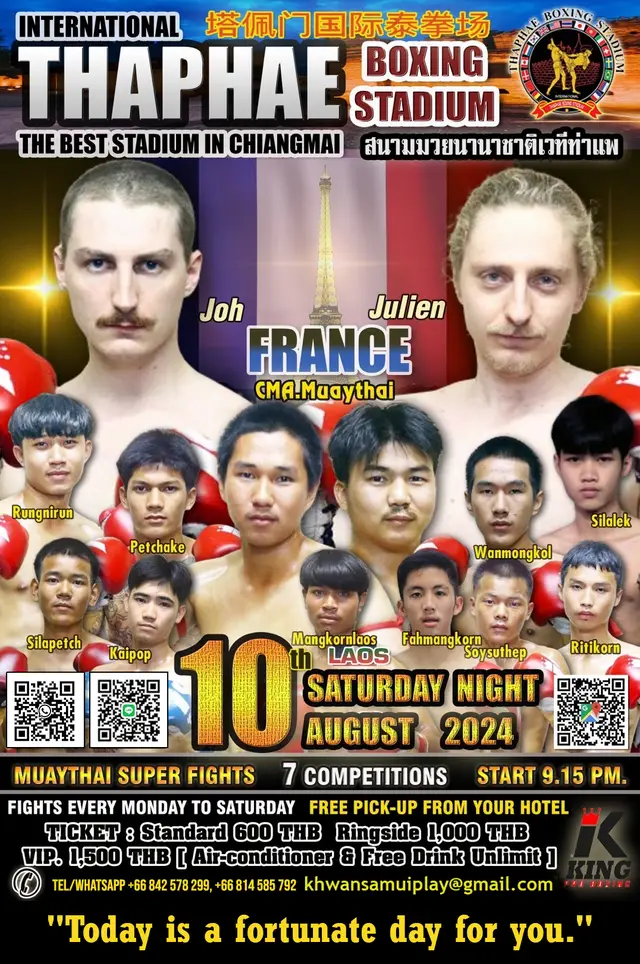 INTERNATIONAL
塔佩门国际泰拳场
THAPHAE
BOXING
STADIUM
THAPHAE BOXING STADIUM
THE BEST STADIUM IN CHIANGMAI
สนามมวยนานาชาติเวทีท่าแพ
Joh
Julien
FRANCE
CMA.Muaythai
Rungnirun
Petchake
Wanmongkol
Silalek
Silapetch
Kaipop
Mangkornlaos
LAOS
Fahmangkorn
Soysuthep
Ritikorn
10th
SATURDAY NIGHT
AUGUST 2024
MUAYTHAI SUPER FIGHTS 7 COMPETITIONS START 9.15 PM.
FIGHTS EVERY MONDAY TO SATURDAY FREE PICK-UP FROM YOUR HOTEL
TICKET : Standard 600 THB Ringside 1,000 THB
VIP. 1,500 THB [ Air-conditioner & Free Drink Unlimit ]
K
KING
PRO BOXING
TEL/WHATSAPP +66 842 578 299, +66 814 585 792 khwansamuiplay@gmail.com
"Today is a fortunate day for you."